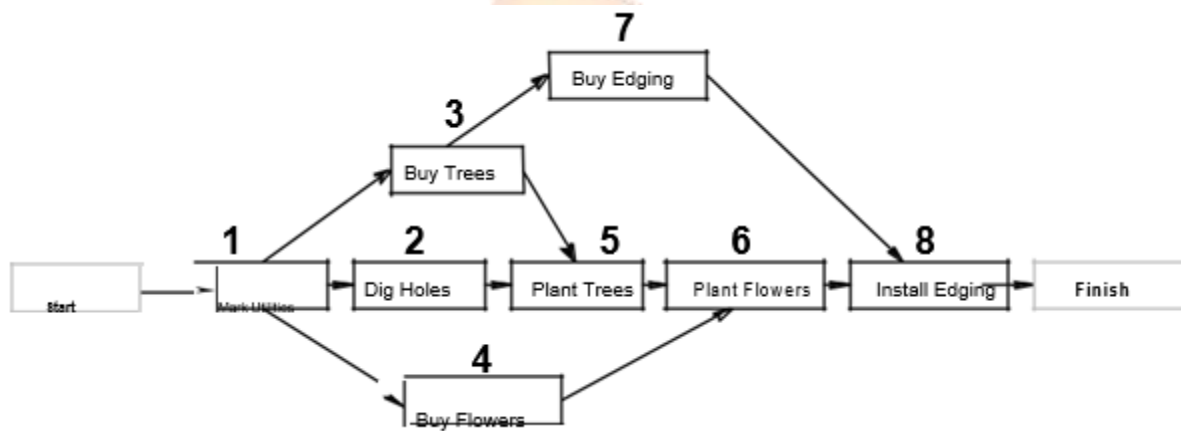 7
Buy Edging
3
Buy Trees
1
2
5
6
8
Start
Mark Utilities
Dig Holes
Plant Trees
Plant Flowers
Install Edging
Finish
4
Buy Flowers